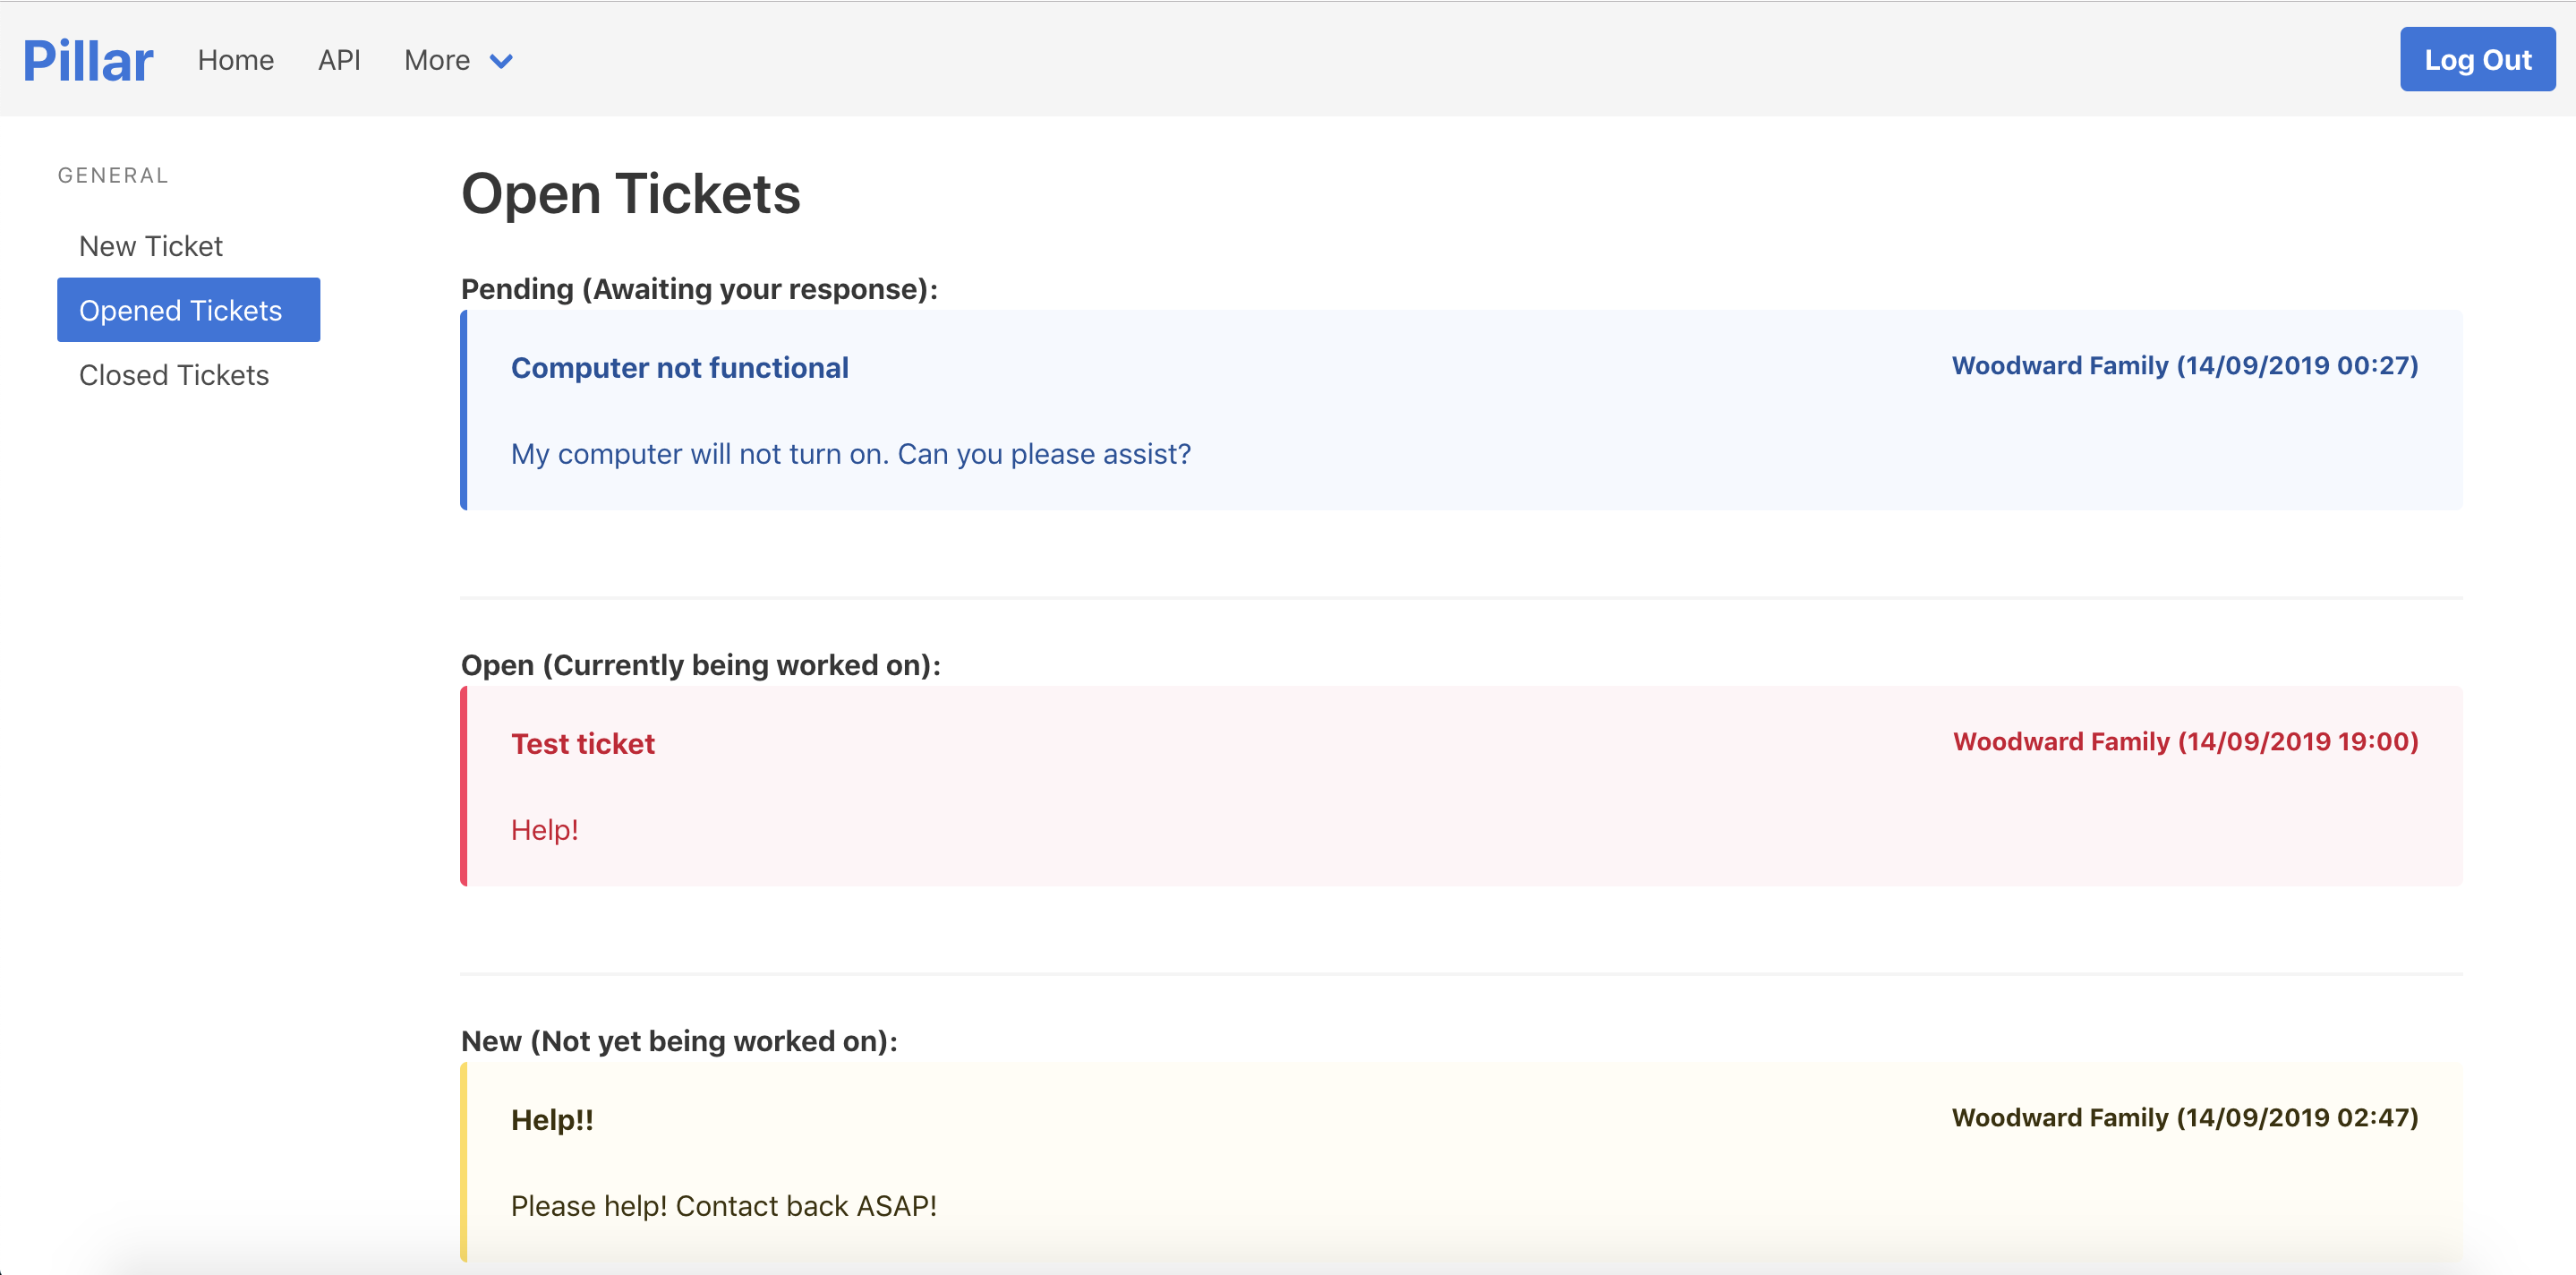 Pillar Home API More Log Out
GENERAL
New Ticket
Opened Tickets
Closed Tickets
Open Tickets
Pending (Awaiting your response):
Computer not functional Woodward Family (14/09/2019 00:27)
My computer will not turn on. Can you please assist?
Open (Currently being worked on):
Test ticket Woodward Family (14/09/2019 19:00)
Help!
New (Not yet being worked on):
Help!! Woodward Family (14/09/2019 02:47)
Please help! Contact back ASAP!